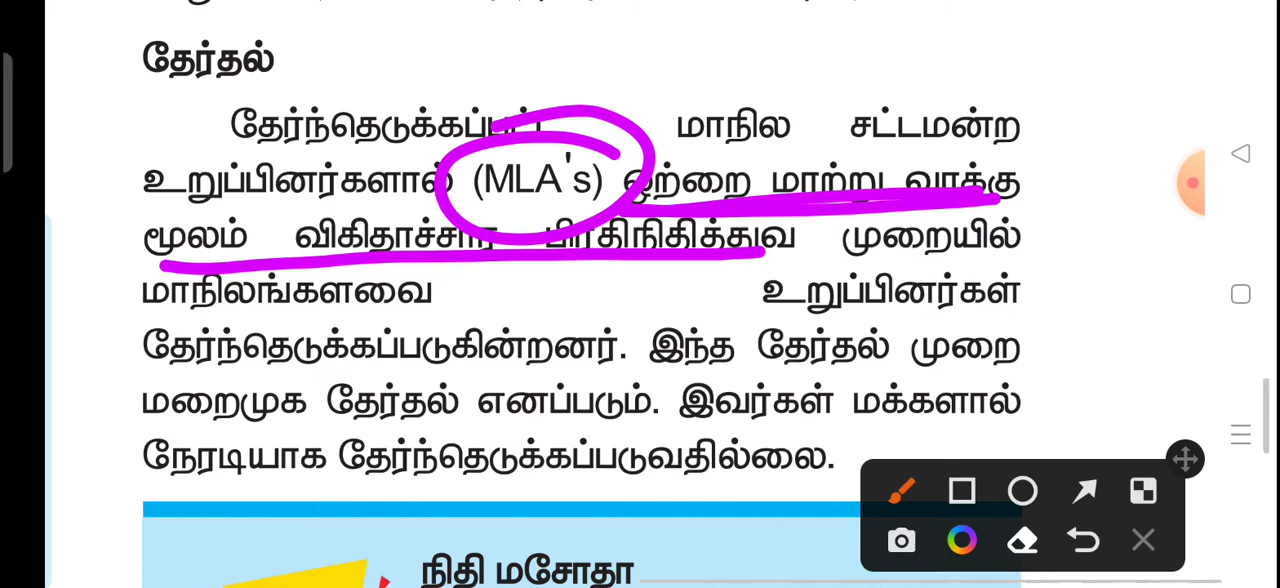 தேர்தல்
தேர்ந்தெடுக்கப்பட்ட மாநில சட்டமன்ற
உறுப்பினர்களால் (MLA's) ஒற்றை மாற்று வாக்கு
மூலம் விகிதாச்சார பிரதிநிதித்துவ முறையில்
மாநிலங்களவை உறுப்பினர்கள்
தேர்ந்தெடுக்கப்படுகின்றனர். இந்த தேர்தல் முறை
மறைமுக தேர்தல் எனப்படும். இவர்கள் மக்களால்
நேரடியாக தேர்ந்தெடுக்கப்படுவதில்லை.
நிதி மசோதா